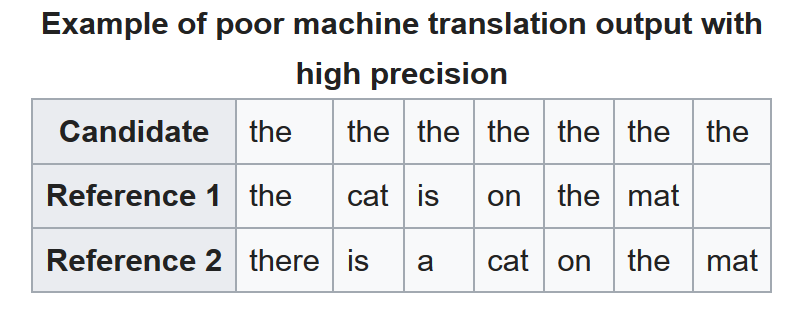 Example of poor machine translation output with
high precision
Candidate the the the the the the the
Reference 1 the cat is on the mat
Reference 2 there is a cat on the mat